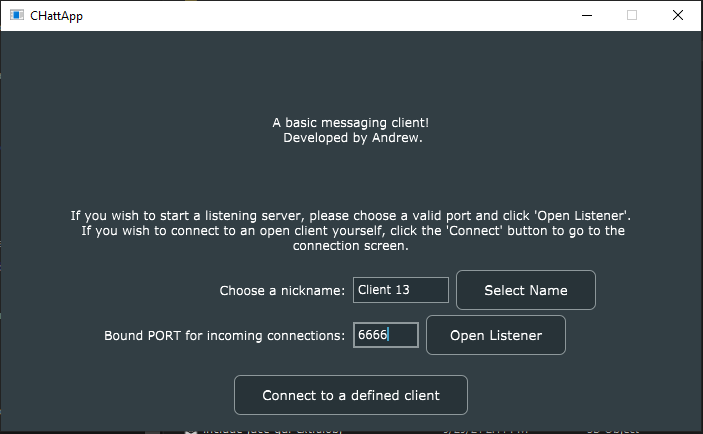 CHattApp
A basic messaging client!
Developed by Andrew.
If you wish to start a listening server, please choose a valid port and click 'Open Listener'.
If you wish to connect to an open client yourself, click the 'Connect' button to go to the
connection screen.
Choose a nickname: Client 13 Select Name
Bound PORT for incoming connections: 6666 Open Listener
Connect to a defined client